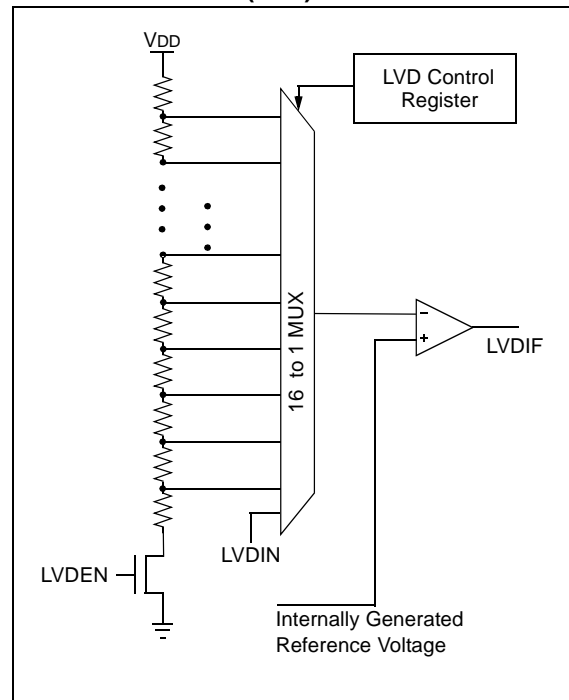 VDD
LVD Control
Register
16 to 1 MUX
–
+
LVDIF
LVDIN
LVDEN
Internally Generated
Reference Voltage